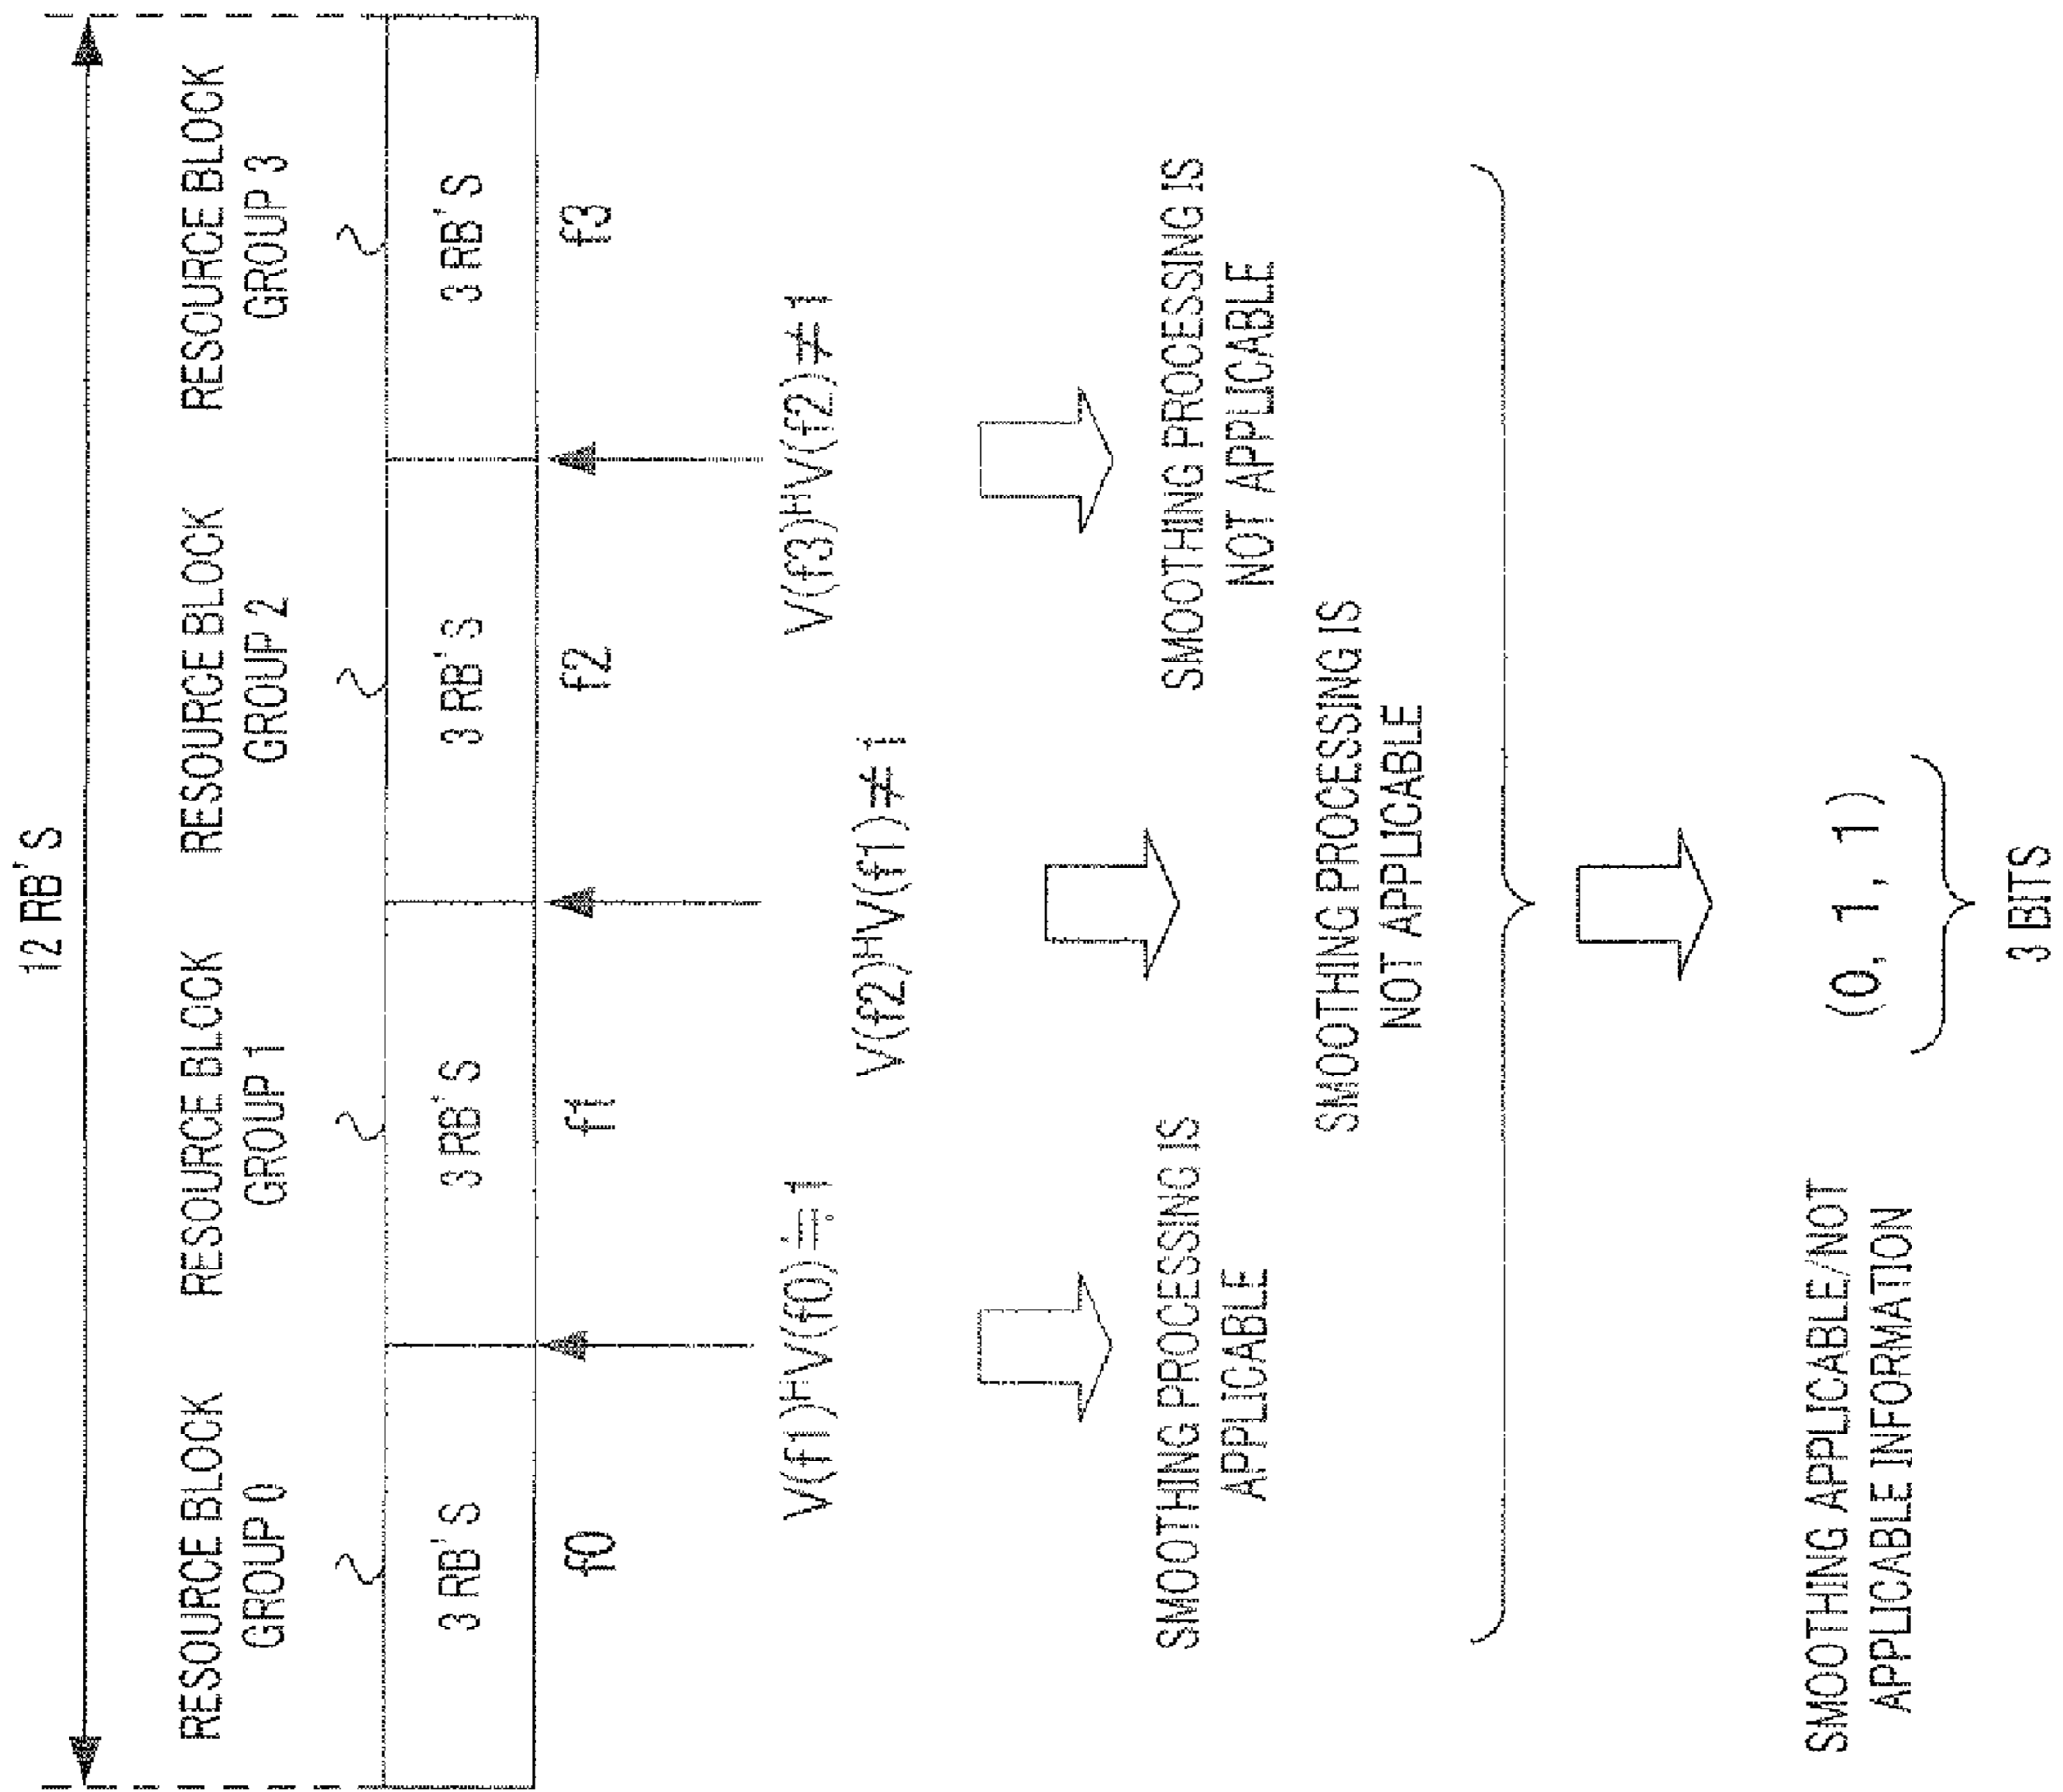 12 RB'S
RESOURCE BLOCK
GROUP 0
RESOURCE BLOCK
GROUP 1
RESOURCE BLOCK
GROUP 2
RESOURCE BLOCK
GROUP 3
3 RB'S
3 RB'S
3 RB'S
3 RB'S
f0
f1
f2
f3
V(f1)ᴴV(f0)≒1
V(f2)ᴴV(f1)≠1
V(f3)ᴴV(f2)≠1
SMOOTHING PROCESSING IS
APPLICABLE
SMOOTHING PROCESSING IS
NOT APPLICABLE
SMOOTHING PROCESSING IS
NOT APPLICABLE
SMOOTHING APPLICABLE/NOT
APPLICABLE INFORMATION
(0, 1, 1)
3 BITS